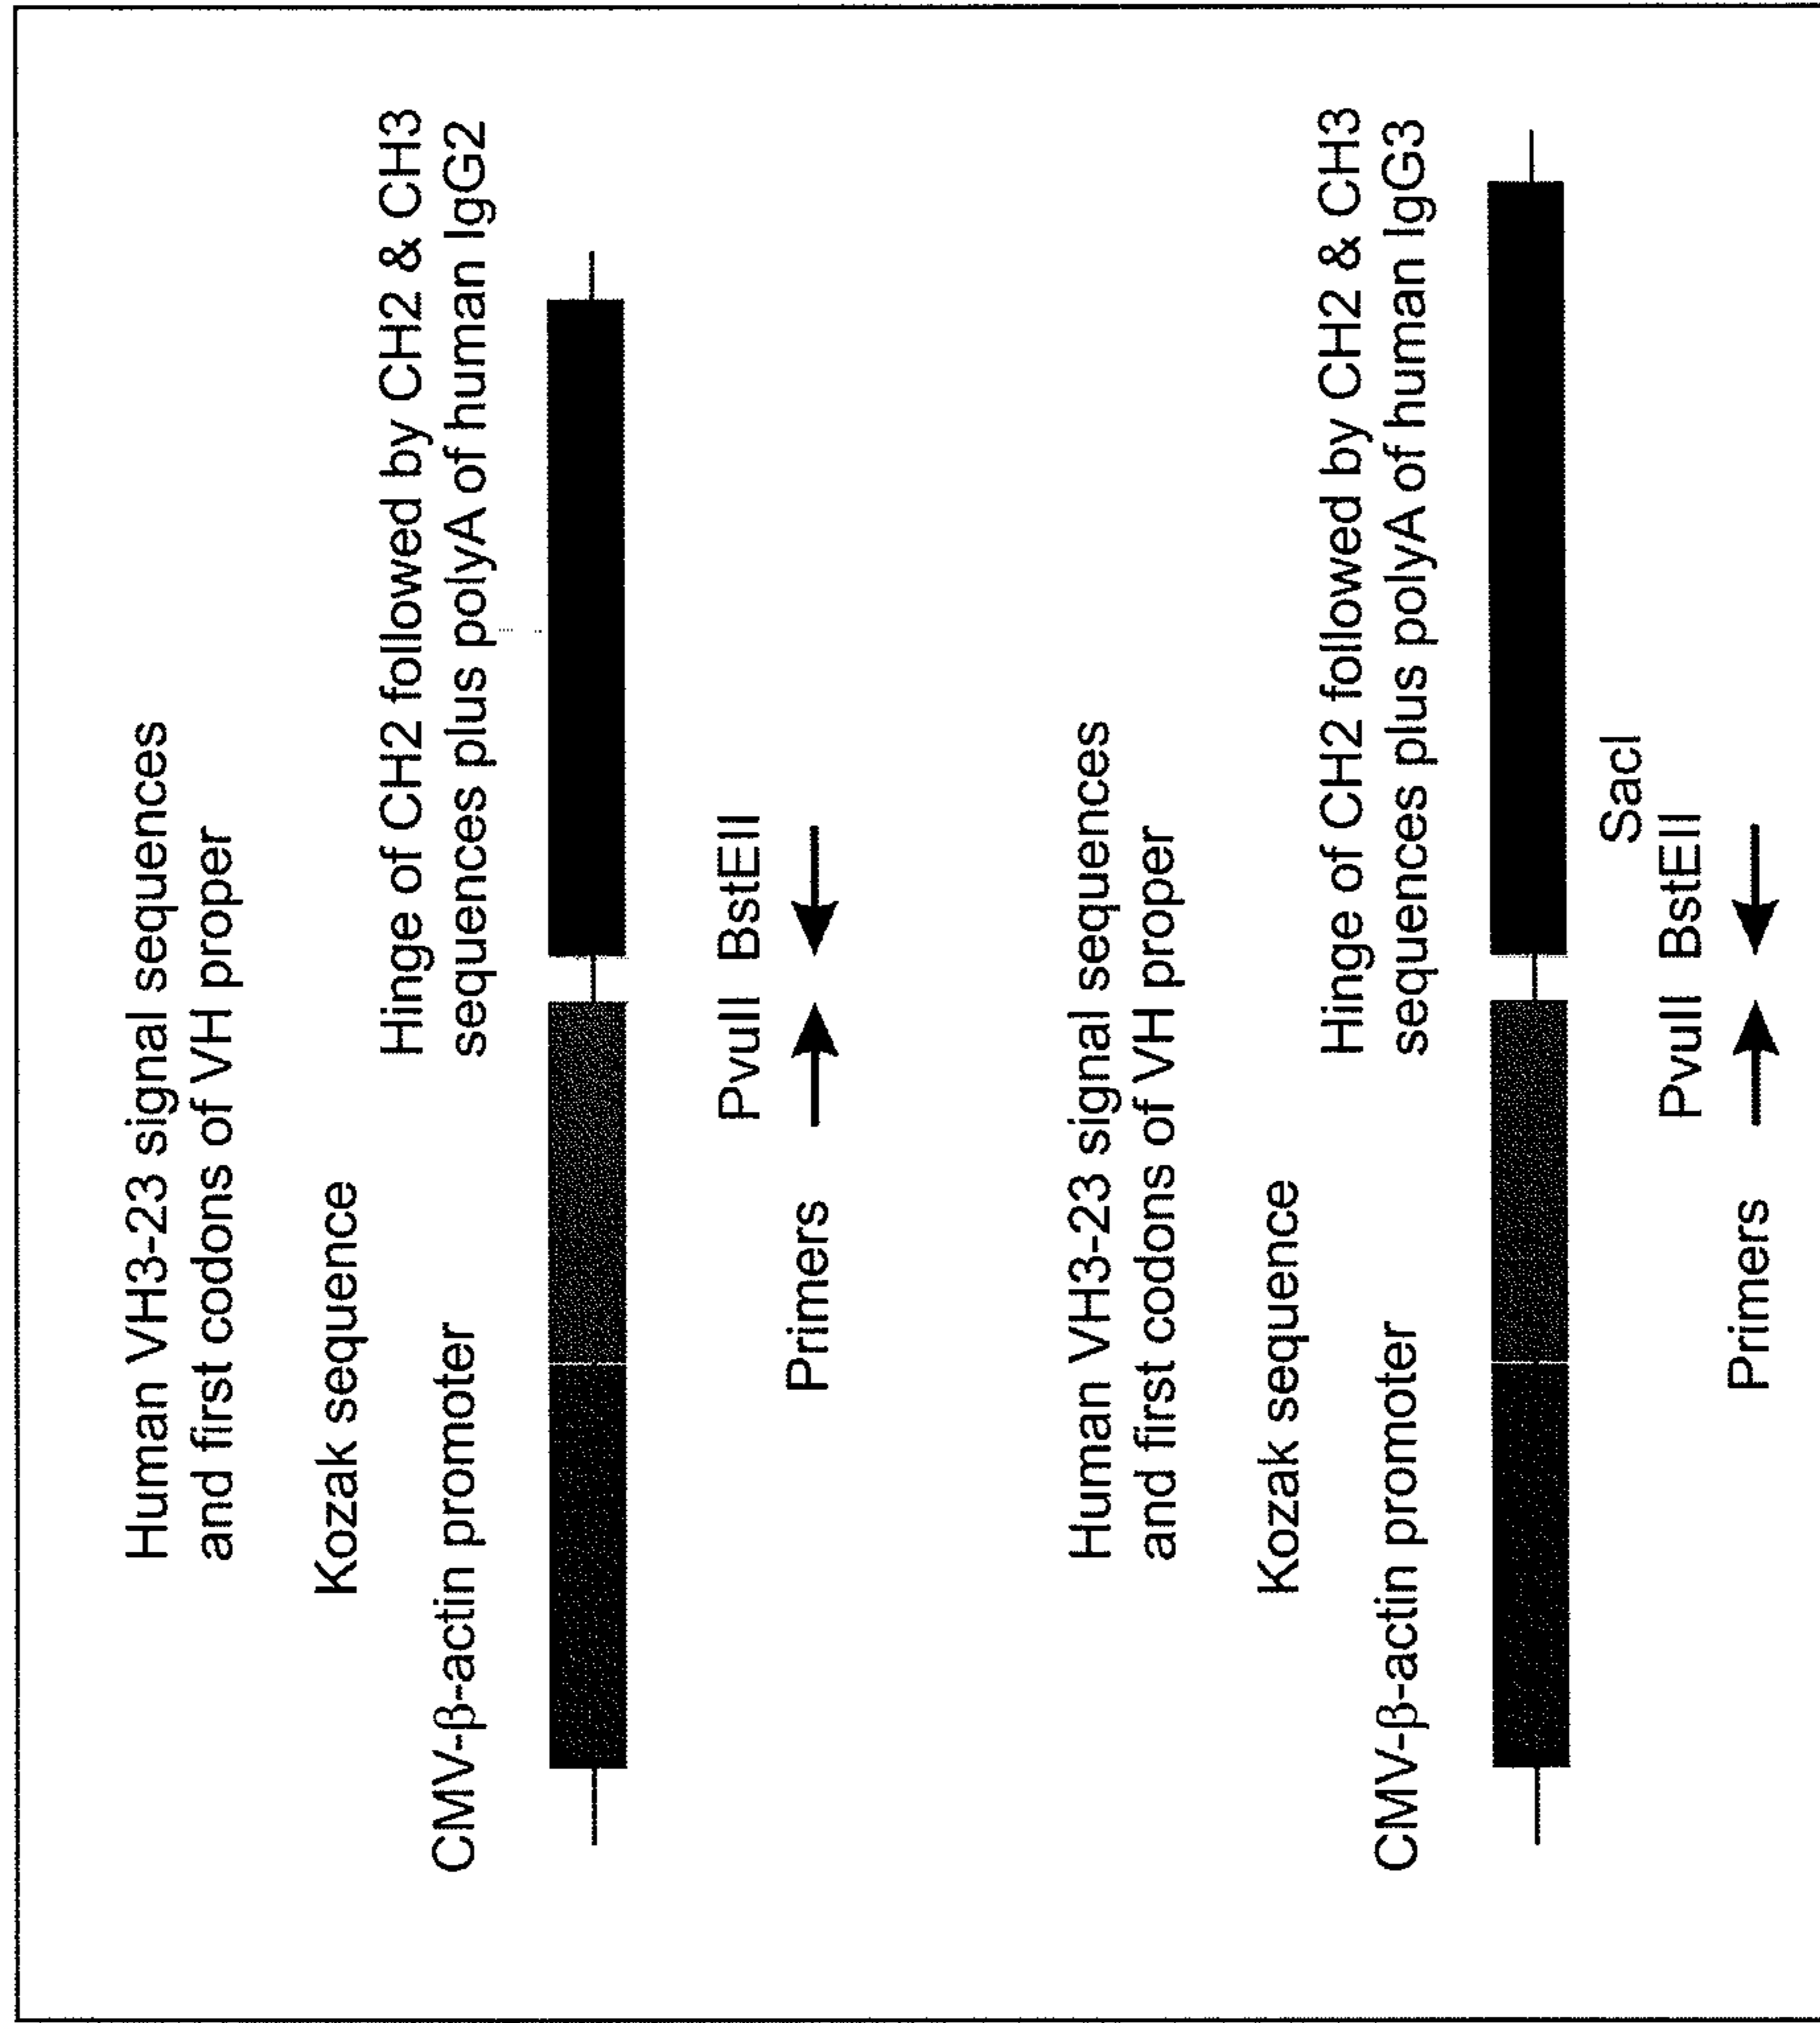 Human VH3-23 signal sequences
and first codons of VH proper
Kozak sequence
CMV-β-actin promoter
Hinge of CH2 followed by CH2 & CH3
sequences plus polyA of human IgG2
PvuII BstEII
Primers
Human VH3-23 signal sequences
and first codons of VH proper
Kozak sequence
CMV-β-actin promoter
Hinge of CH2 followed by CH2 & CH3
sequences plus polyA of human IgG3
SacI
PvuII BstEII
Primers